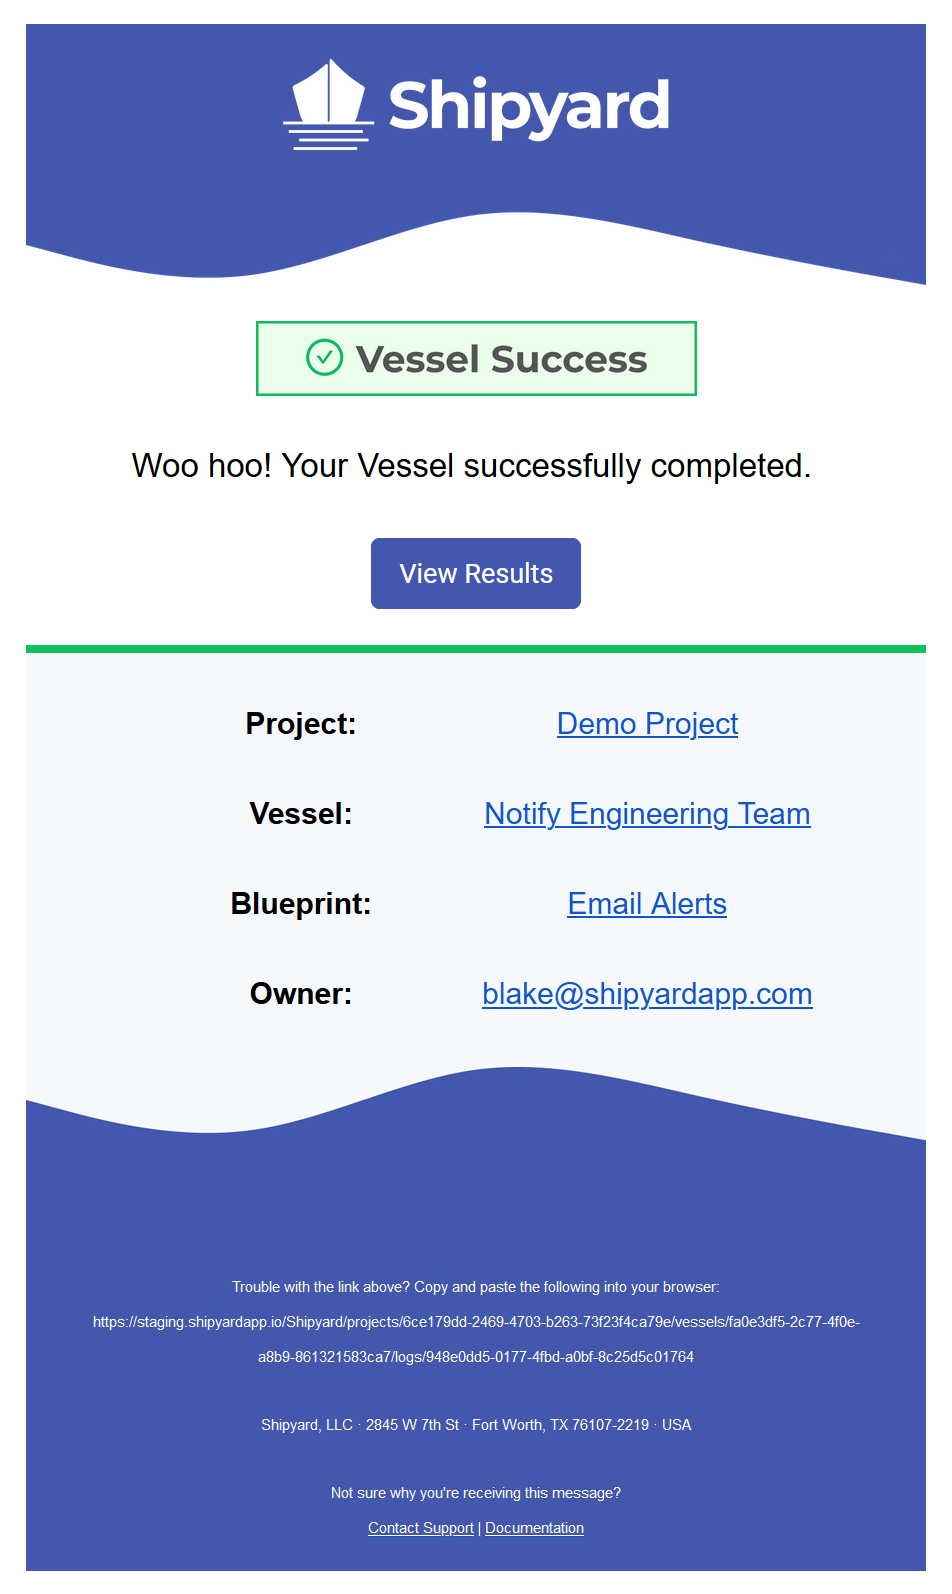 Shipyard
Vessel Success
Woo hoo! Your Vessel successfully completed.
View Results
Project: Demo Project
Vessel: Notify Engineering Team
Blueprint: Email Alerts
Owner: blake@shipyardapp.com
Trouble with the link above? Copy and paste the following into your browser:
https://staging.shipyardapp.io/Shipyard/projects/6ce179dd-2469-4703-b263-73f23f4ca79e/vessels/fa0e3df5-2c77-4f0e-
a8b9-861321583ca7/logs/948e0dd5-0177-4fbd-a0bf-8c25d5c01764
Shipyard, LLC · 2845 W 7th St · Fort Worth, TX 76107-2219 · USA
Not sure why you're receiving this message?
Contact Support | Documentation